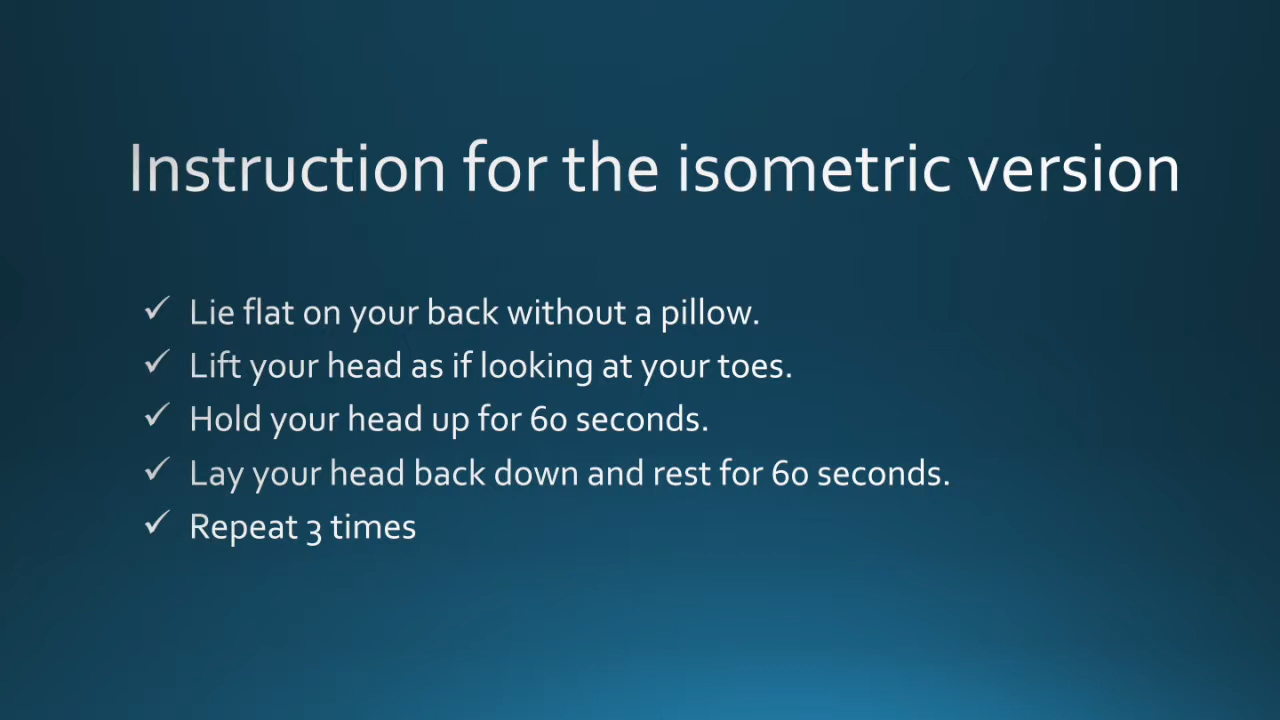 Instruction for the isometric version
✓ Lie flat on your back without a pillow.
✓ Lift your head as if looking at your toes.
✓ Hold your head up for 60 seconds.
✓ Lay your head back down and rest for 60 seconds.
✓ Repeat 3 times